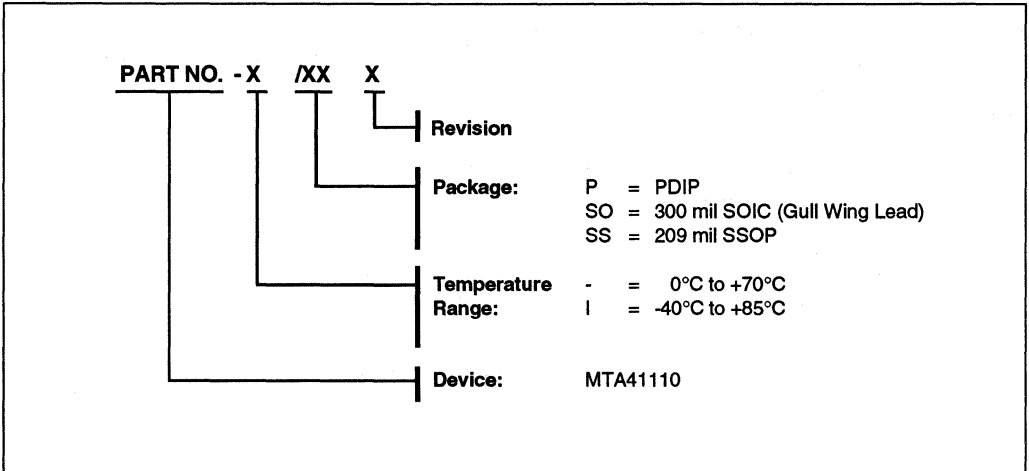 PART NO. -X /XX X
Revision
Package: P = PDIP
SO = 300 mil SOIC (Gull Wing Lead)
SS = 209 mil SSOP
Temperature - = 0°C to +70°C
Range: I = -40°C to +85°C
Device: MTA41110